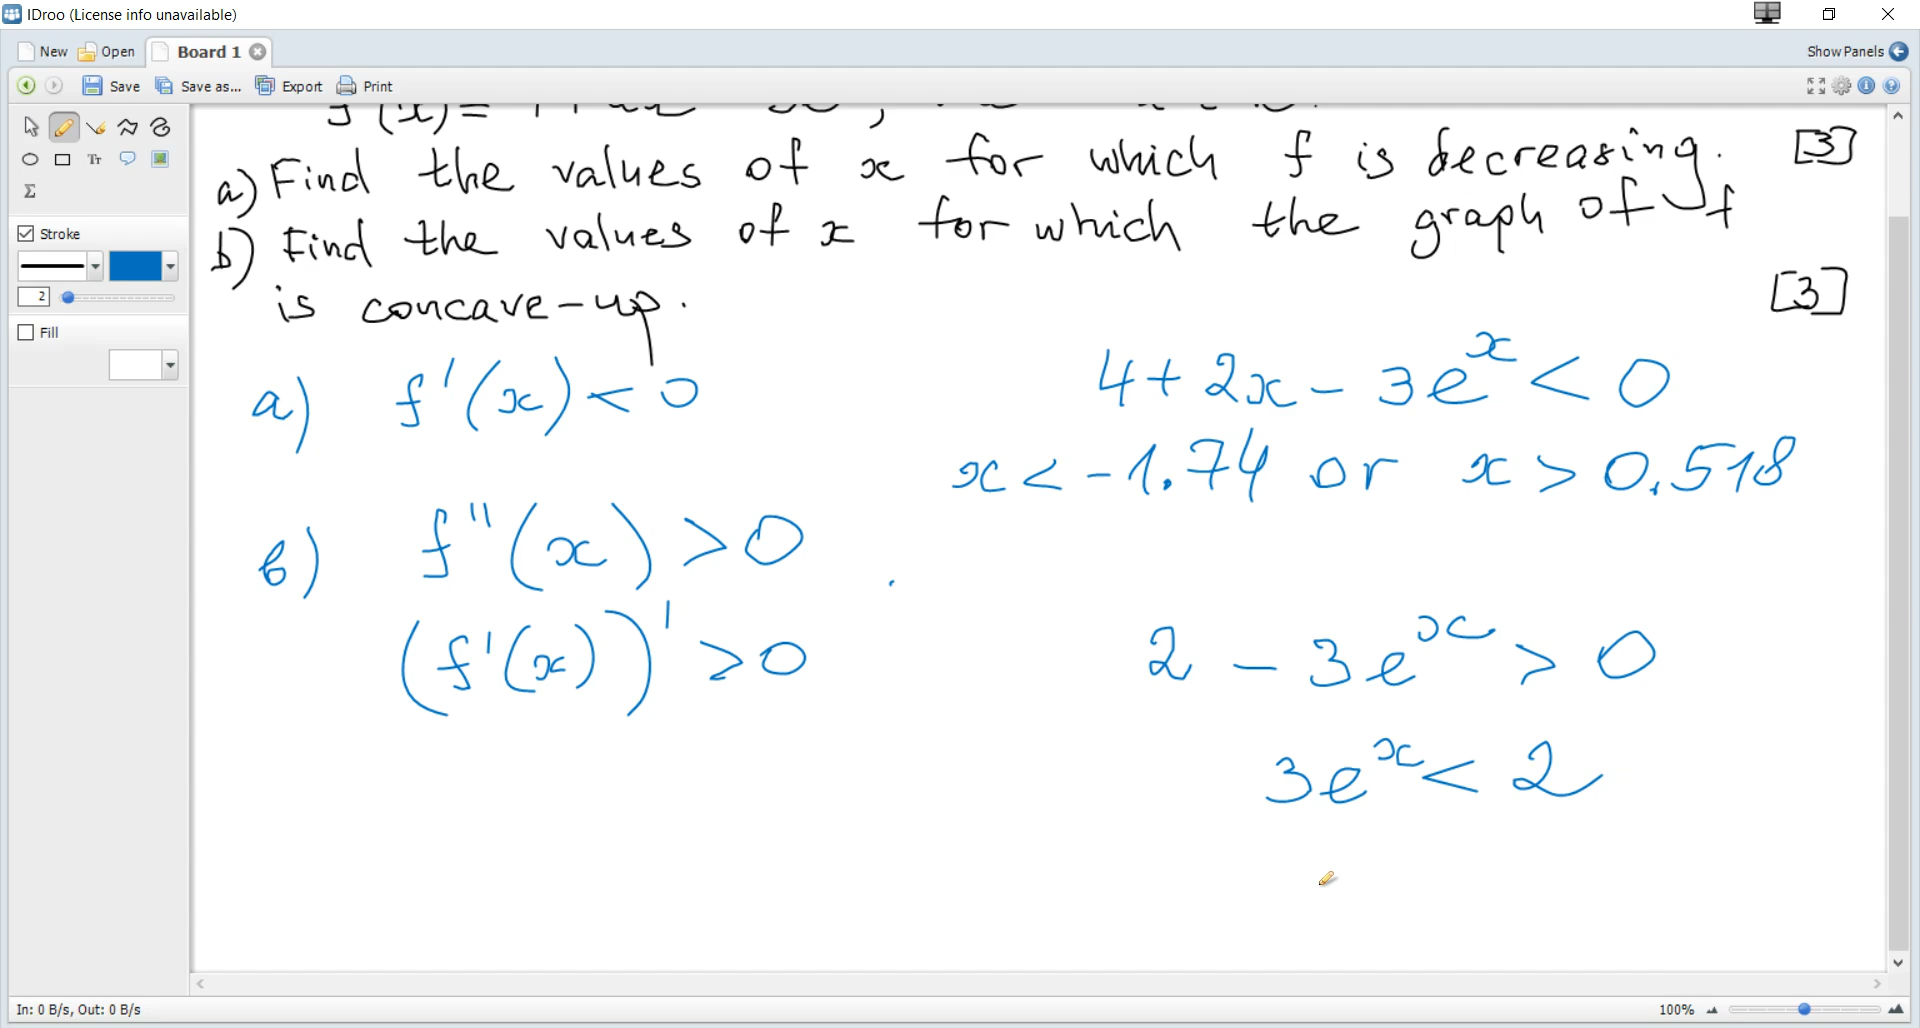 IDroo (License info unavailable)
New Open Board 1 Show Panels
Save Save as... Export Print
Tt
Σ
Stroke
2
Fill
f'(x)=
a) Find the values of x for which f is decreasing. [3]
b) Find the values of x for which the graph of f
is concave-up. [3]
a) f'(x) < 0
4 + 2x - 3e^x < 0
x < -1.74 or x > 0.518
b) f''(x) > 0
(f'(x))' > 0
2 - 3e^x > 0
3e^x < 2
In: 0 B/s, Out: 0 B/s 100%